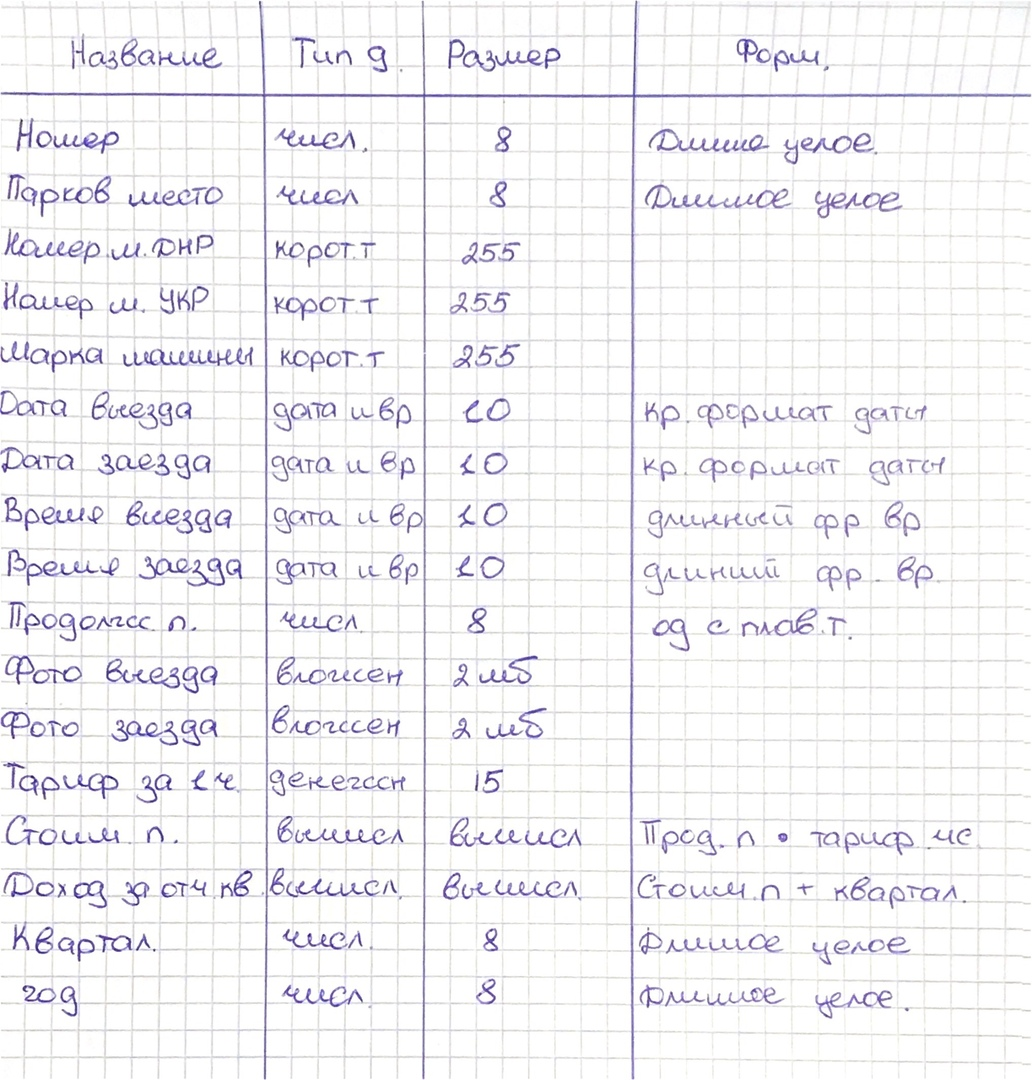 Название Тип д. Размер Форм.
Номер числ. 8 Длиное целое.
Парков место числ 8 Длинное целое
Номер.м.ДНР корот.т 255
Номер м. УКР корот.т 255
Марка машины корот.т 255
Дата выезда дата и вр 10 кр. формат даты
Дата заезда дата и вр 10 кр. формат даты
Время выезда дата и вр 10 длинный фр вр
Время заезда дата и вр 10 длиный фр. вр.
Продолж. п. числ. 8 од с плав.т.
Фото выезда вложен 2 мб
Фото заезда вложен 2 мб
Тариф за 1 ч. денежн 15
Стоим. п. вычисл вычисл Прод. п • тариф. чс.
Доход за отч.кв. вычисл. вычисл. Стоим.п + квартал.
Квартал. числ. 8 Длинное целое
год числ. 8 Длинное целое.